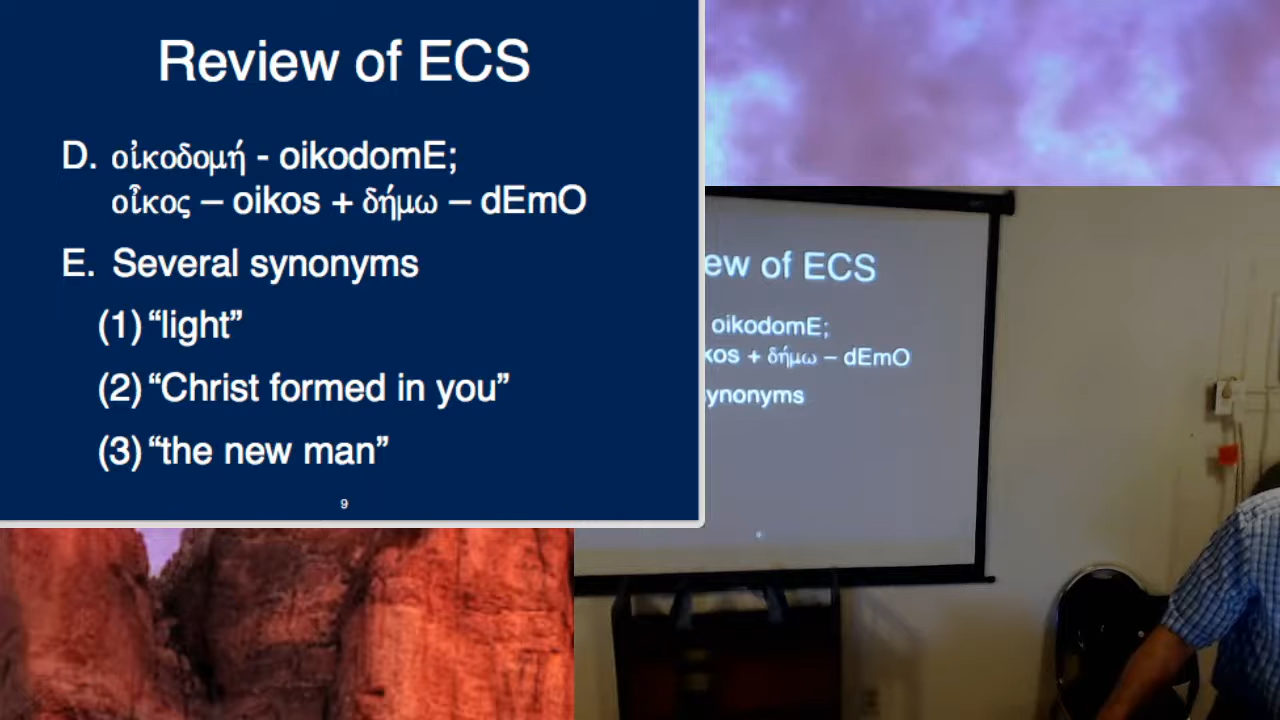 Review of ECS
D. οἰκοδομή - oikodomE;
οἶκος – oikos + δήμω – dEmO
E. Several synonyms
(1) “light”
(2) “Christ formed in you”
(3) “the new man”
9
ew of ECS
oikodomE;
kos + δήμω – dEmO
ynonyms